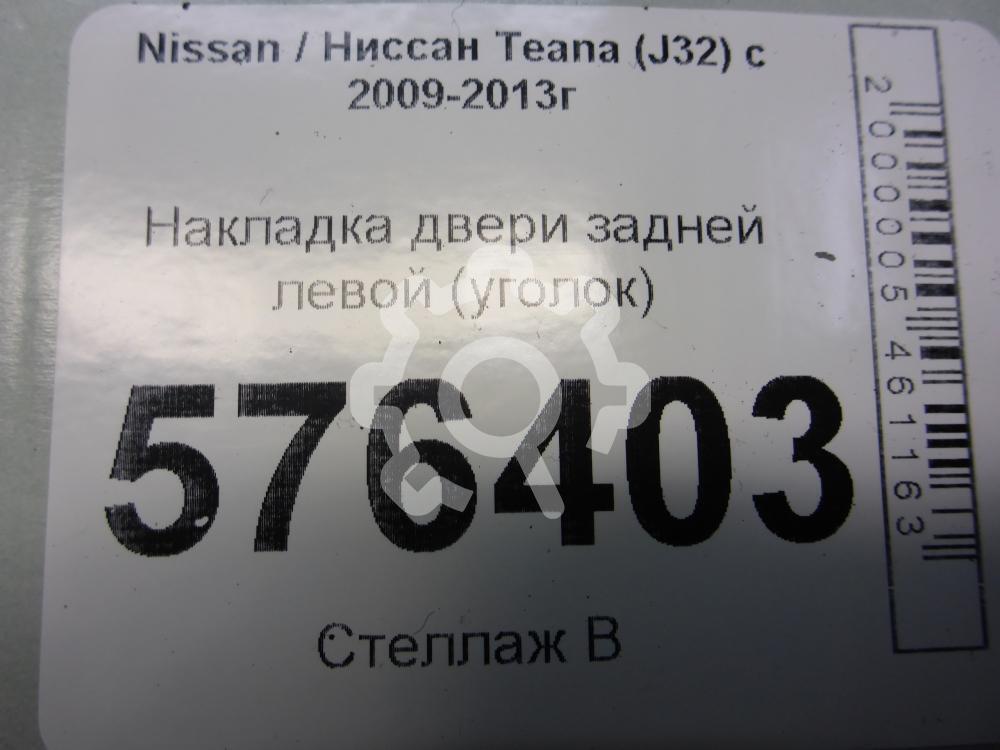 Nissan / Ниссан Teana (J32) с
2009-2013г
Накладка двери задней
левой (уголок)
576403
Стеллаж В
2000005461163